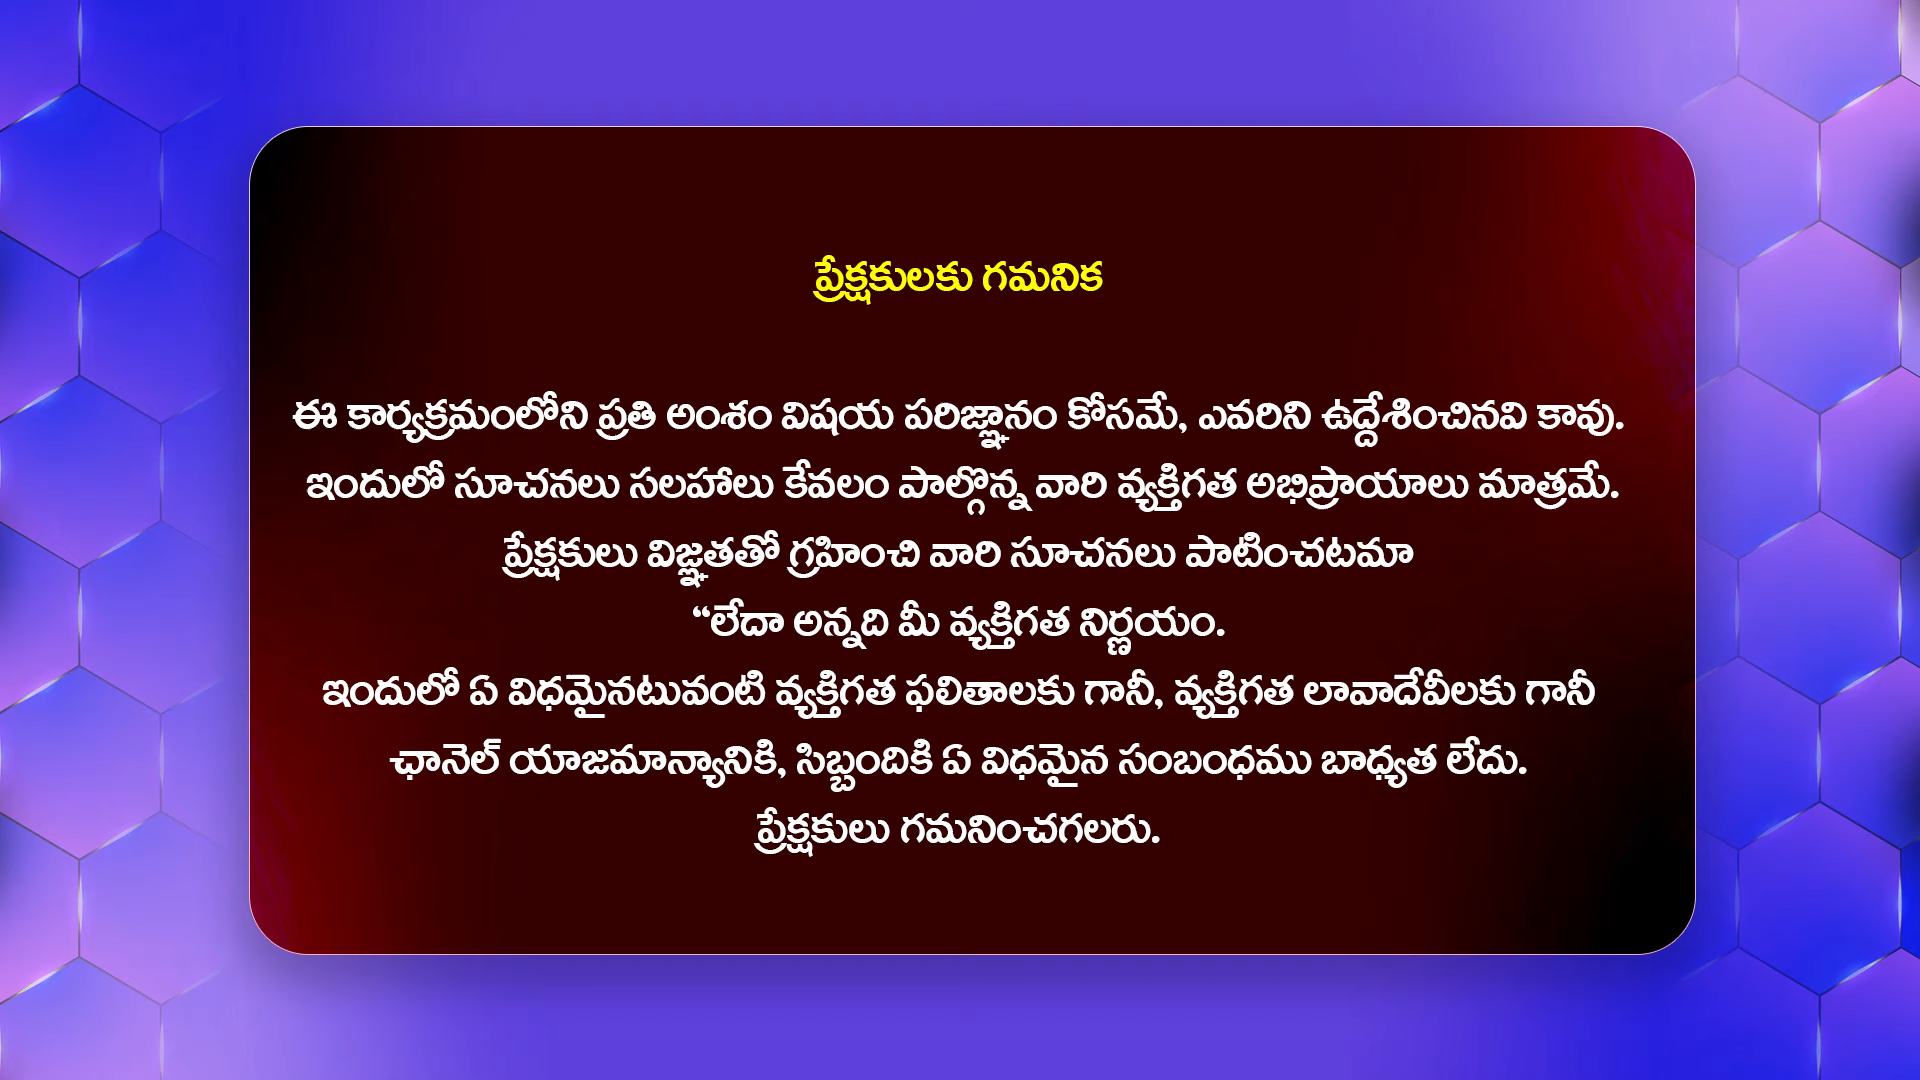 ప్రేక్షకులకు గమనిక
ఈ కార్యక్రమంలోని ప్రతి అంశం విషయ పరిజ్ఞానం కోసమే, ఎవరిని ఉద్దేశించినవి కావు.
ఇందులో సూచనలు సలహాలు కేవలం పాల్గొన్న వారి వ్యక్తిగత అభిప్రాయాలు మాత్రమే.
ప్రేక్షకులు విజ్ఞతతో గ్రహించి వారి సూచనలు పాటించటమా
“లేదా అన్నది మీ వ్యక్తిగత నిర్ణయం.
ఇందులో ఏ విధమైనటువంటి వ్యక్తిగత ఫలితాలకు గానీ, వ్యక్తిగత లావాదేవీలకు గానీ
ఛానెల్ యాజమాన్యానికి, సిబ్బందికి ఏ విధమైన సంబంధము బాధ్యత లేదు.
ప్రేక్షకులు గమనించగలరు.